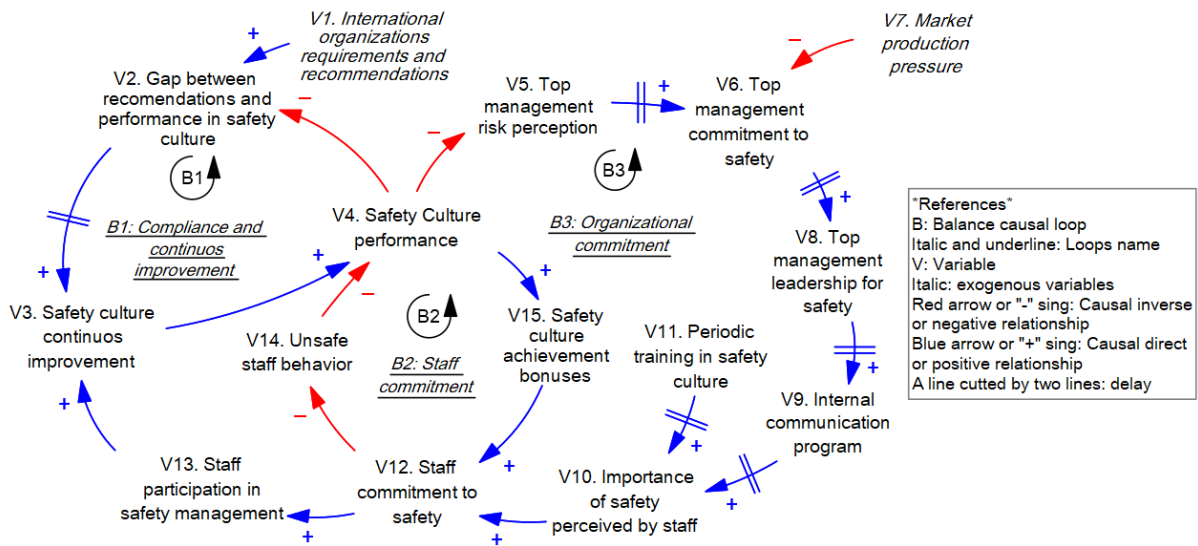 V1. International
organizations
requirements and
recommendations
+
V7. Market
production
pressure
−
V2. Gap between
recomendations and
performance in safety
culture
−
V5. Top
management
risk perception
−
+
V6. Top
management
commitment to
safety
B1
B3
+
V4. Safety Culture
performance
B1: Compliance and
continuos
improvement
B3: Organizational
commitment
*References*
B: Balance causal loop
Italic and underline: Loops name
V: Variable
Italic: exogenous variables
Red arrow or "-" sing: Causal inverse
or negative relationship
Blue arrow or "+" sing: Causal direct
or positive relationship
A line cutted by two lines: delay
V8. Top
management
leadership for
safety
+
+
−
+
V3. Safety culture
continuos
improvement
B2
V14. Unsafe
staff behavior
V15. Safety
culture
achievement
bonuses
V11. Periodic
training in safety
culture
B2: Staff
commitment
+
+
−
V9. Internal
communication
program
+
V13. Staff
participation in
safety management
V12. Staff
commitment to
safety
+
V10. Importance
of safety
perceived by staff
+
+
+